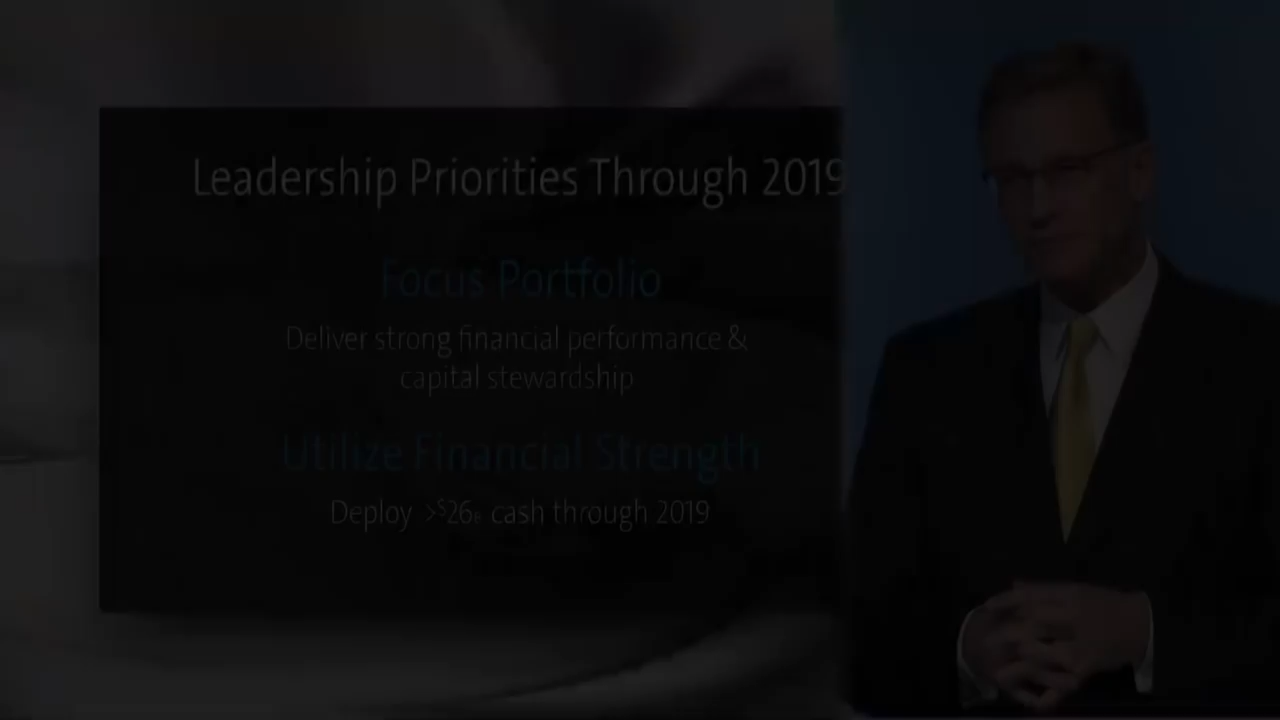 Leadership Priorities Through 2019
Focus Portfolio
Deliver strong financial performance &
capital stewardship
Utilize Financial Strength
Deploy >$26B cash through 2019